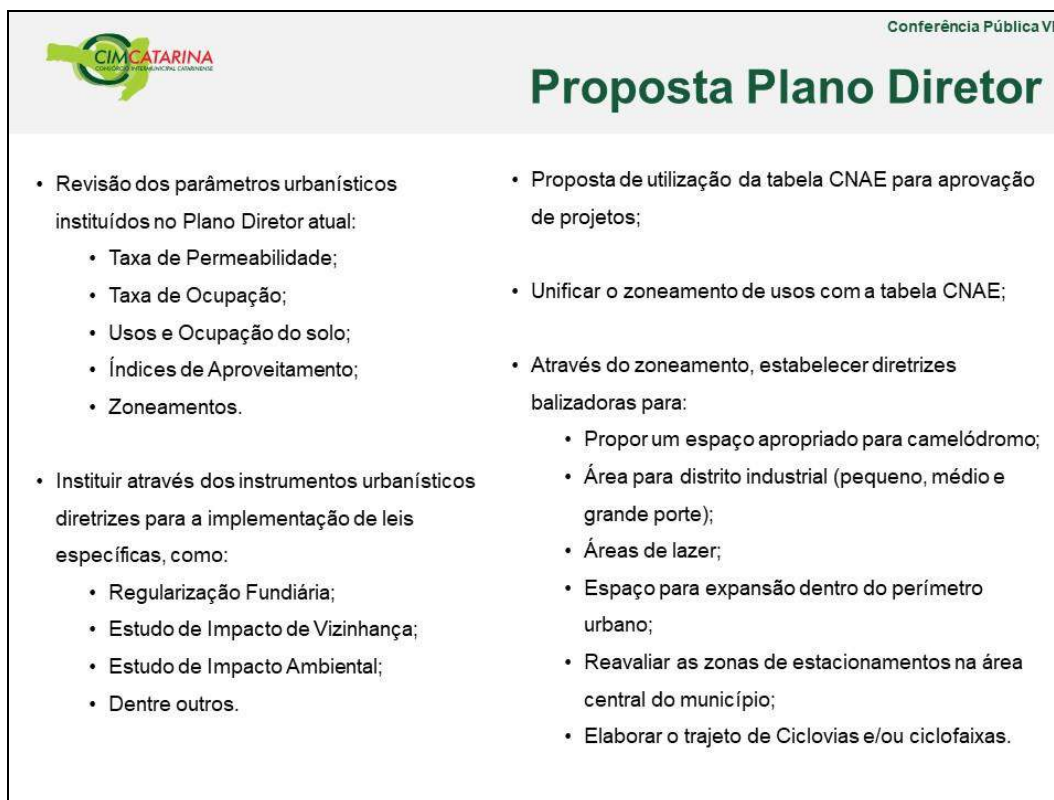 Conferência Pública VI
CIMCATARINA
CONSÓRCIO INTERMUNICIPAL CATARINENSE
Proposta Plano Diretor
• Revisão dos parâmetros urbanísticos
instituídos no Plano Diretor atual:
• Taxa de Permeabilidade;
• Taxa de Ocupação;
• Usos e Ocupação do solo;
• Índices de Aproveitamento;
• Zoneamentos.
• Instituir através dos instrumentos urbanísticos
diretrizes para a implementação de leis
específicas, como:
• Regularização Fundiária;
• Estudo de Impacto de Vizinhança;
• Estudo de Impacto Ambiental;
• Dentre outros.
• Proposta de utilização da tabela CNAE para aprovação
de projetos;
• Unificar o zoneamento de usos com a tabela CNAE;
• Através do zoneamento, estabelecer diretrizes
balizadoras para:
• Propor um espaço apropriado para camelódromo;
• Área para distrito industrial (pequeno, médio e
grande porte);
• Áreas de lazer;
• Espaço para expansão dentro do perímetro
urbano;
• Reavaliar as zonas de estacionamentos na área
central do município;
• Elaborar o trajeto de Ciclovias e/ou ciclofaixas.